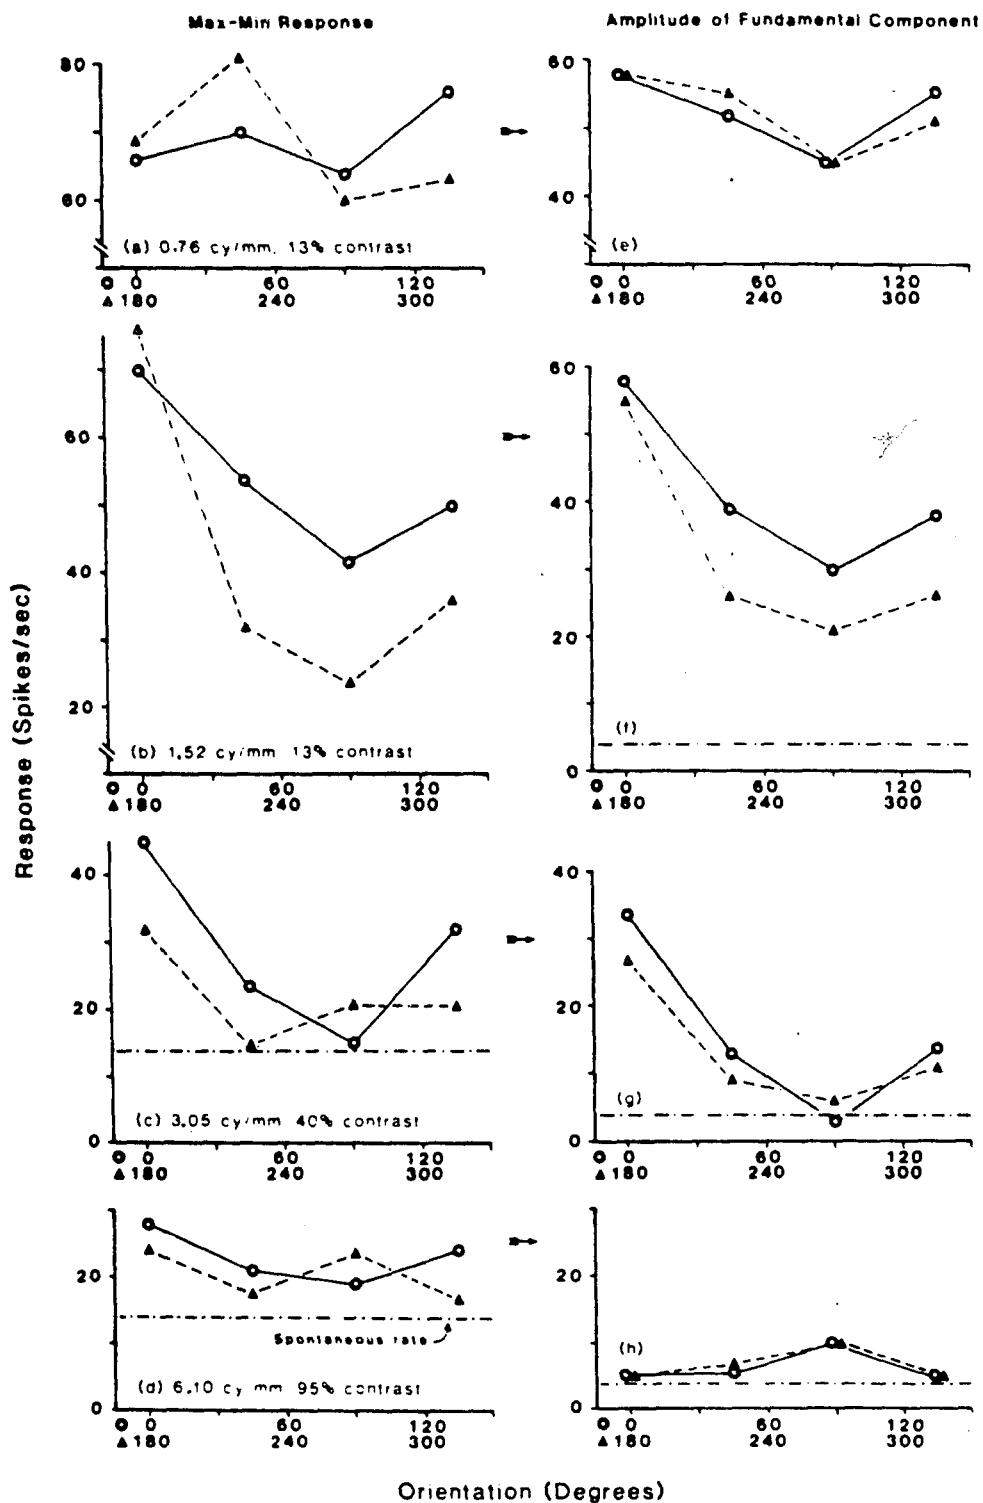 Max-Min Response
Amplitude of Fundamental Component
80
60
(a) 0.76 cy/mm, 13% contrast
O 0 60 120
▲ 180 240 300
60
40
(e)
O 0 60 120
▲ 180 240 300
60
40
20
(b) 1.52 cy/mm 13% contrast
O 0 60 120
▲ 180 240 300
60
40
20
0
(f)
O 0 60 120
▲ 180 240 300
40
20
0
(c) 3.05 cy/mm 40% contrast
O 0 60 120
▲ 180 240 300
40
20
0
(g)
O 0 60 120
▲ 180 240 300
20
0
Spontaneous rate
(d) 6.10 cy mm 95% contrast
O 0 60 120
▲ 180 240 300
20
0
(h)
O 0 60 120
▲ 180 240 300
Response (Spikes/sec)
Orientation (Degrees)